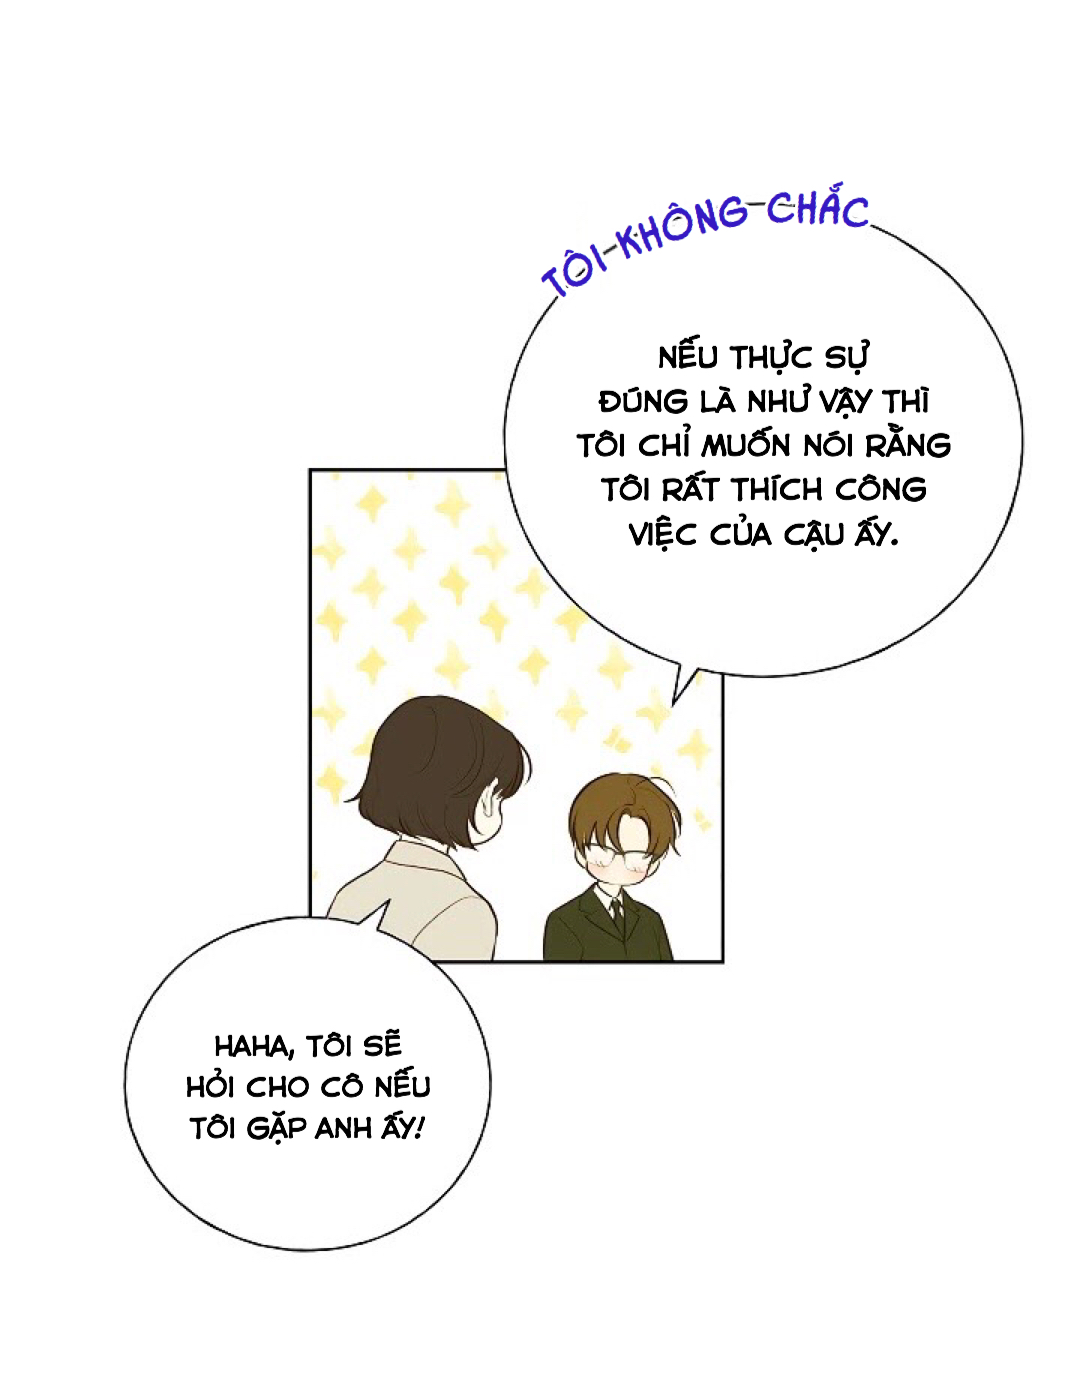 TÔI KHÔNG CHẮC
NẾU THỰC SỰ
ĐÚNG LÀ NHƯ VẬY THÌ
TÔI CHỈ MUỐN NÓI RẰNG
TÔI RẤT THÍCH CÔNG
VIỆC CỦA CẬU ẤY.
HAHA, TÔI SẼ
HỎI CHO CÔ NẾU
TÔI GẶP ANH ẤY!